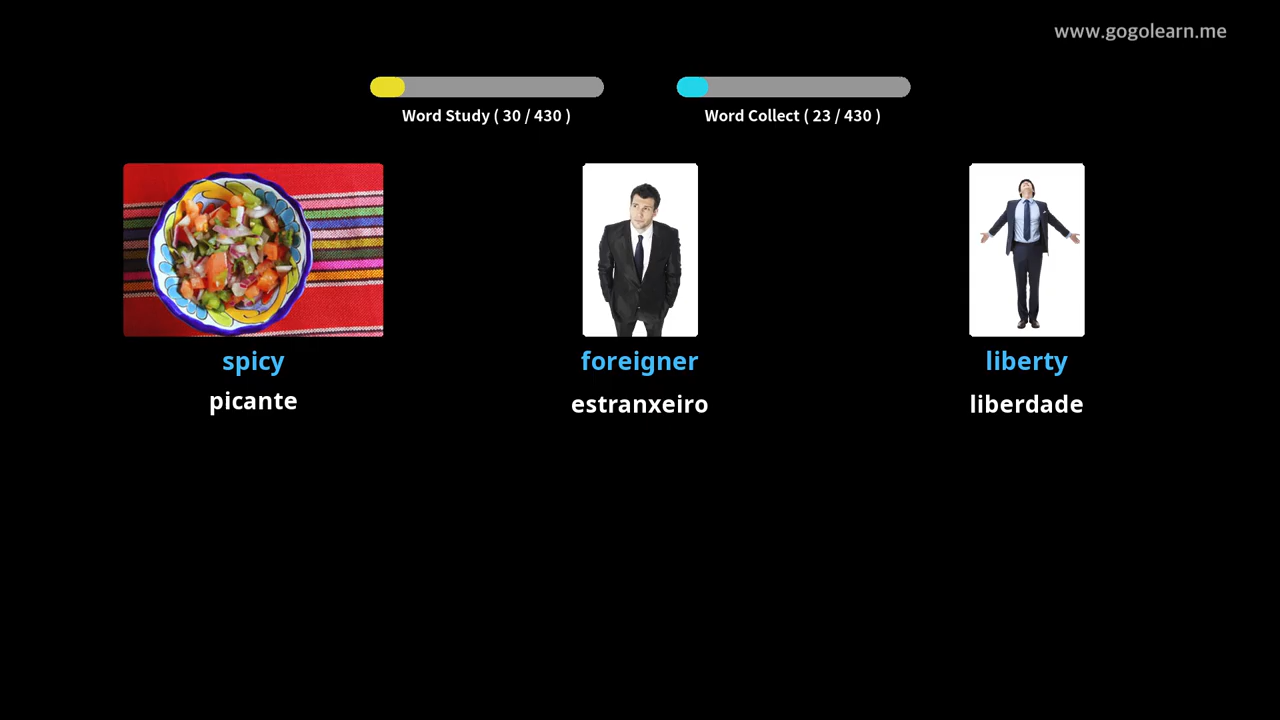 www.gogolearn.me
Word Study ( 30 / 430 )
Word Collect ( 23 / 430 )
spicy
picante
foreigner
estranxeiro
liberty
liberdade